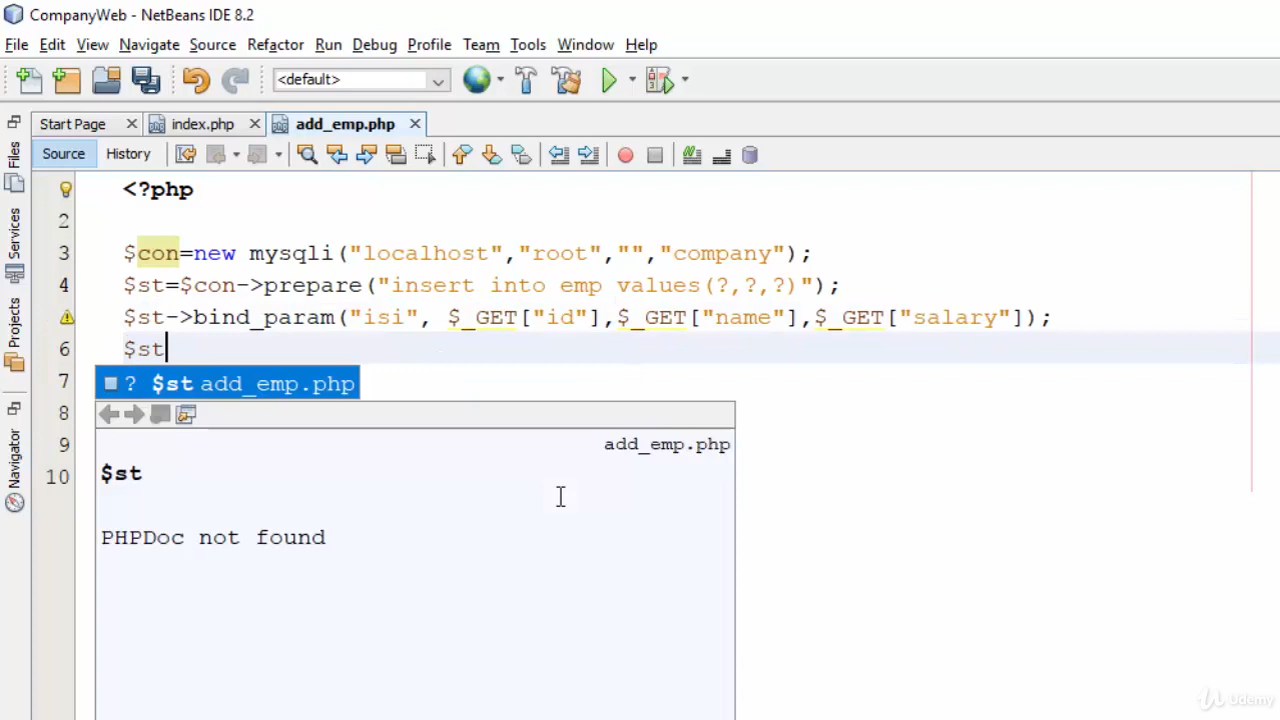 CompanyWeb - NetBeans IDE 8.2
File Edit View Navigate Source Refactor Run Debug Profile Team Tools Window Help
<default>
Start Page index.php add_emp.php
Source History
Files
Services
Projects
Navigator
<?php
2
3 $con=new mysqli("localhost","root","","company");
4 $st=$con->prepare("insert into emp values(?,?,?)");
$st->bind_param("isi", $_GET["id"],$_GET["name"],$_GET["salary"]);
6 $st
7 ? $st add_emp.php
8
9 add_emp.php
10 $st
PHPDoc not found
Udemy